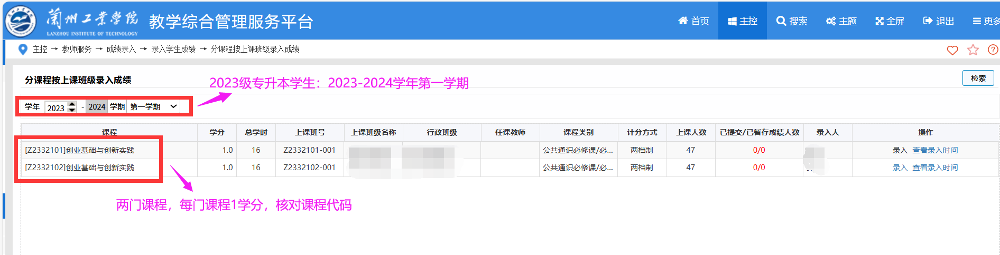 兰州工业学院
LANZHOU INSTITUTE OF TECHNOLOGY
教学综合管理服务平台
首页 主控 搜索 主题 全屏 退出 更多
主控 → 教师服务 → 成绩录入 → 录入学生成绩 → 分课程按上课班级录入成绩
分课程按上课班级录入成绩
2023级专升本学生：2023-2024学年第一学期
检索
学年 2023 - 2024 学期 第一学期
课程 学分 总学时 上课班号 上课班级名称 行政班级 任课教师 课程类别 计分方式 上课人数 已提交/已暂存成绩人数 录入人 操作
[Z2332101]创业基础与创新实践 1.0 16 Z2332101-001 公共通识必修课/必... 两档制 47 0/0 录入 查看录入时间
[Z2332102]创业基础与创新实践 1.0 16 Z2332102-001 公共通识必修课/必... 两档制 47 0/0 录入 查看录入时间
两门课程，每门课程1学分，核对课程代码